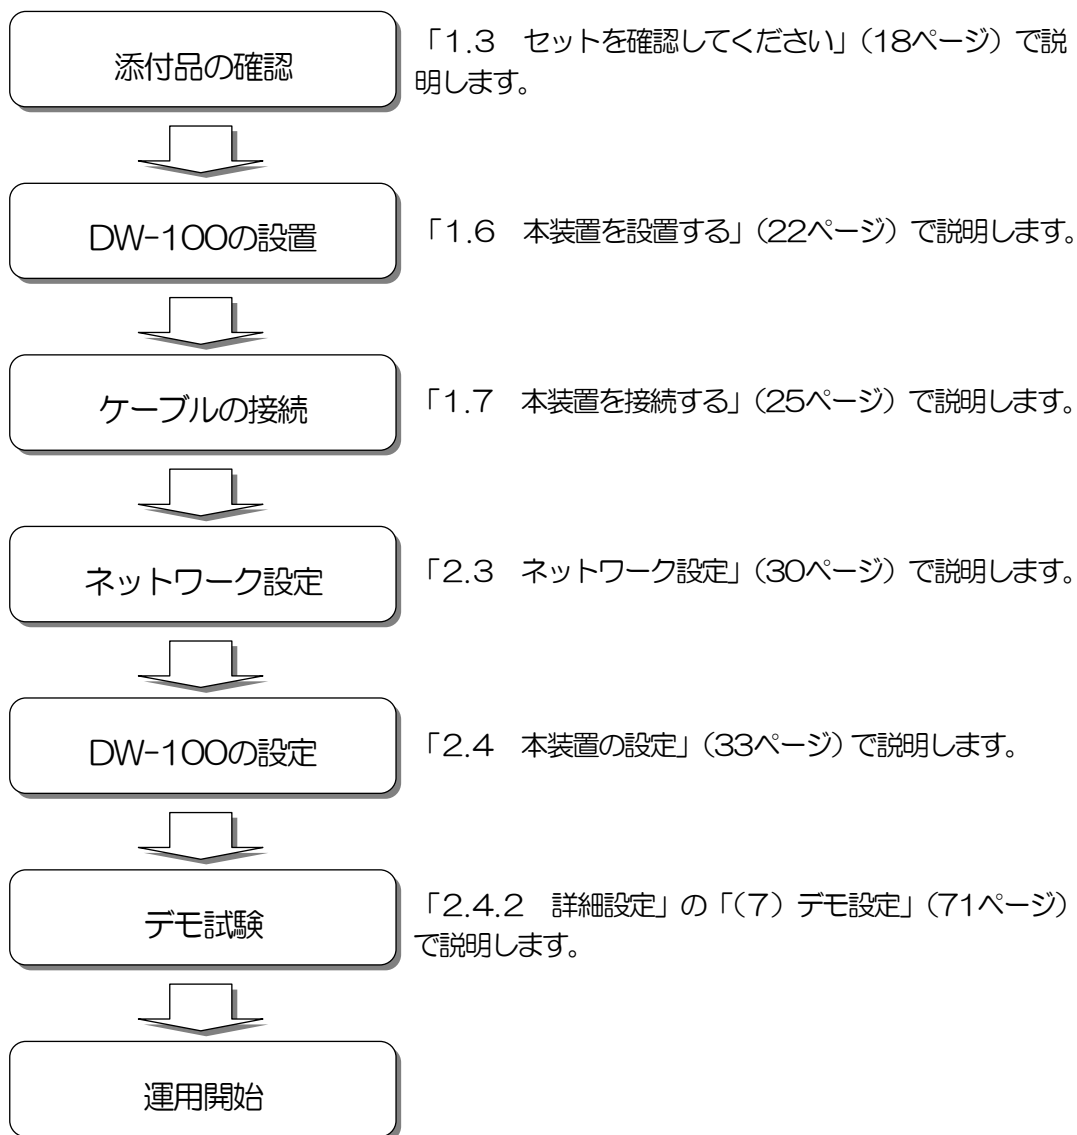 添付品の確認
「1.3　セットを確認してください」（18ページ）で説
明します。
DW-100の設置
「1.6　本装置を設置する」（22ページ）で説明します。
ケーブルの接続
「1.7　本装置を接続する」（25ページ）で説明します。
ネットワーク設定
「2.3　ネットワーク設定」（30ページ）で説明します。
DW-100の設定
「2.4　本装置の設定」（33ページ）で説明します。
デモ試験
「2.4.2　詳細設定」の「（7）デモ設定」（71ページ）
で説明します。
運用開始